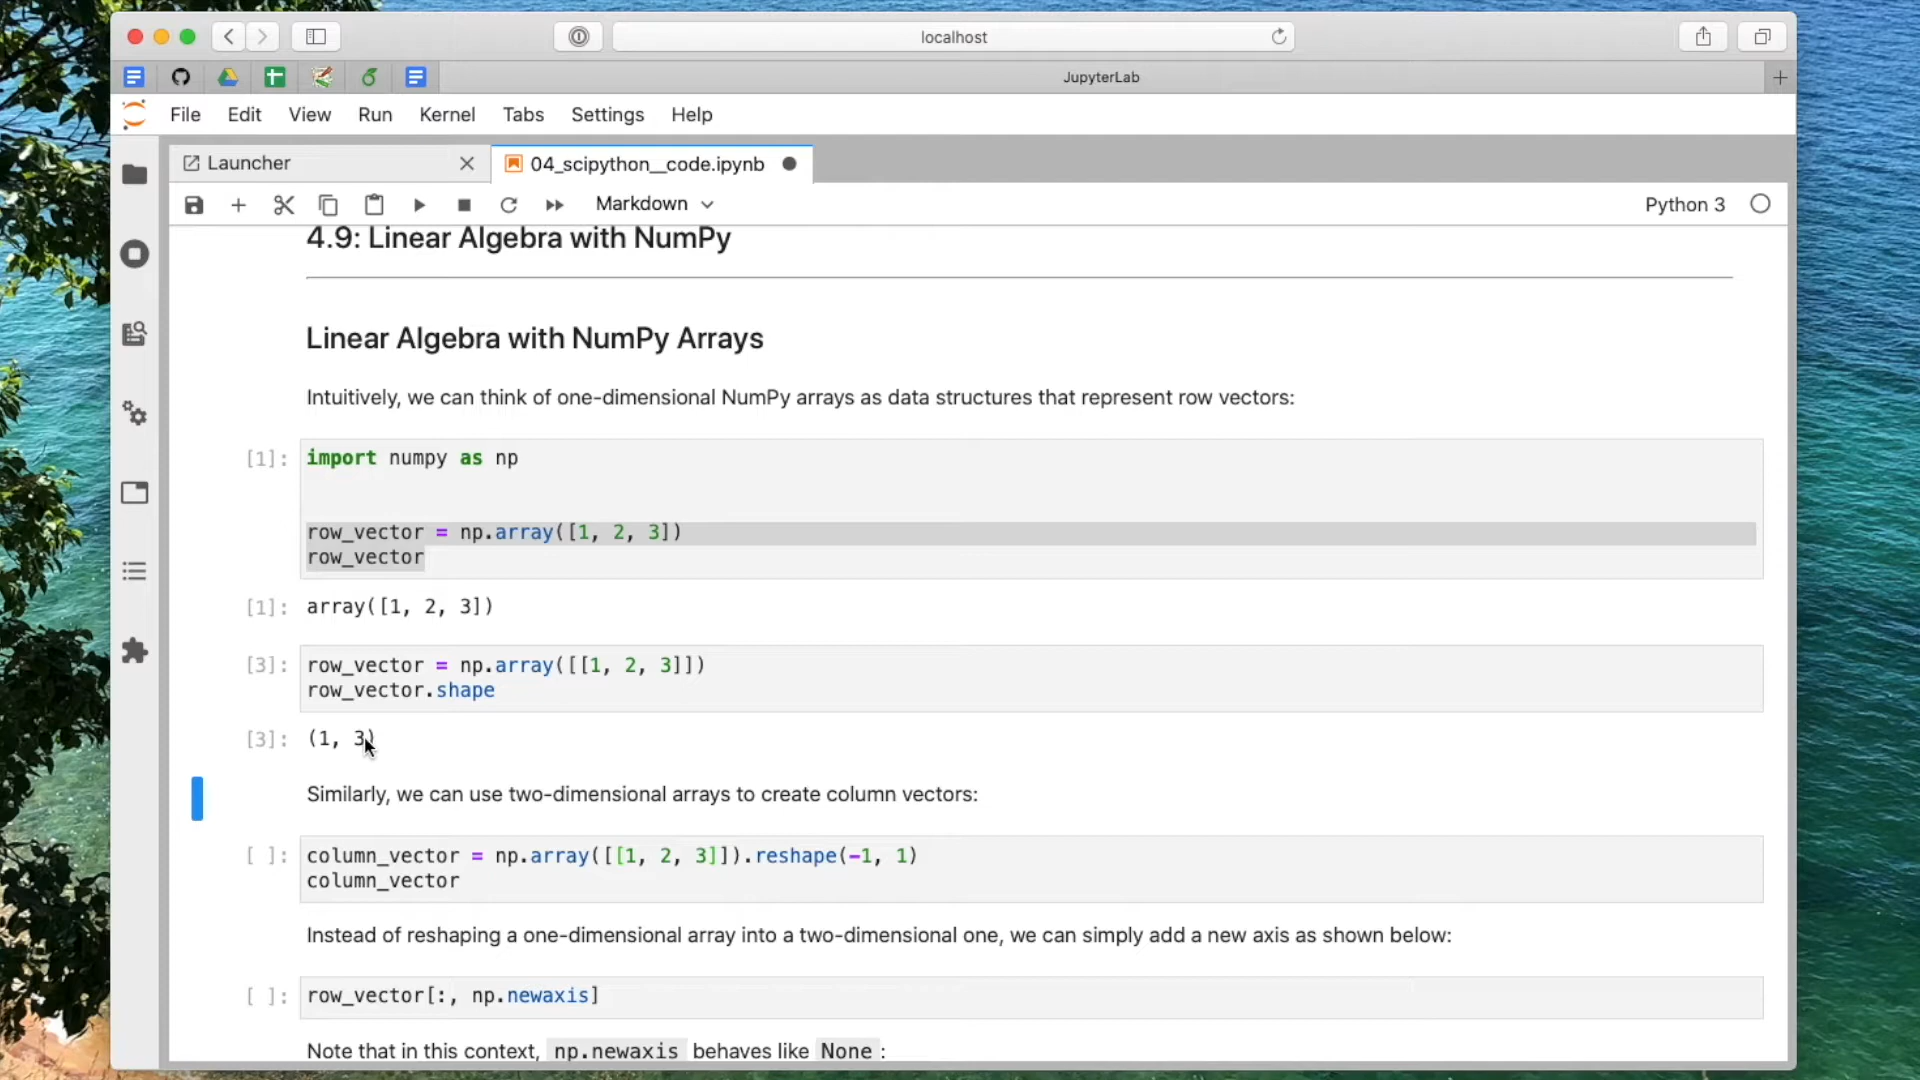 localhost
JupyterLab
File Edit View Run Kernel Tabs Settings Help
Launcher
04_scipython__code.ipynb
Markdown
Python 3
4.9: Linear Algebra with NumPy
Linear Algebra with NumPy Arrays
Intuitively, we can think of one-dimensional NumPy arrays as data structures that represent row vectors:
[1]: import numpy as np
row_vector = np.array([1, 2, 3])
row_vector
[1]: array([1, 2, 3])
[3]: row_vector = np.array([[1, 2, 3]])
row_vector.shape
[3]: (1, 3)
Similarly, we can use two-dimensional arrays to create column vectors:
[ ]: column_vector = np.array([[1, 2, 3]]).reshape(-1, 1)
column_vector
Instead of reshaping a one-dimensional array into a two-dimensional one, we can simply add a new axis as shown below:
[ ]: row_vector[:, np.newaxis]
Note that in this context, np.newaxis behaves like None: